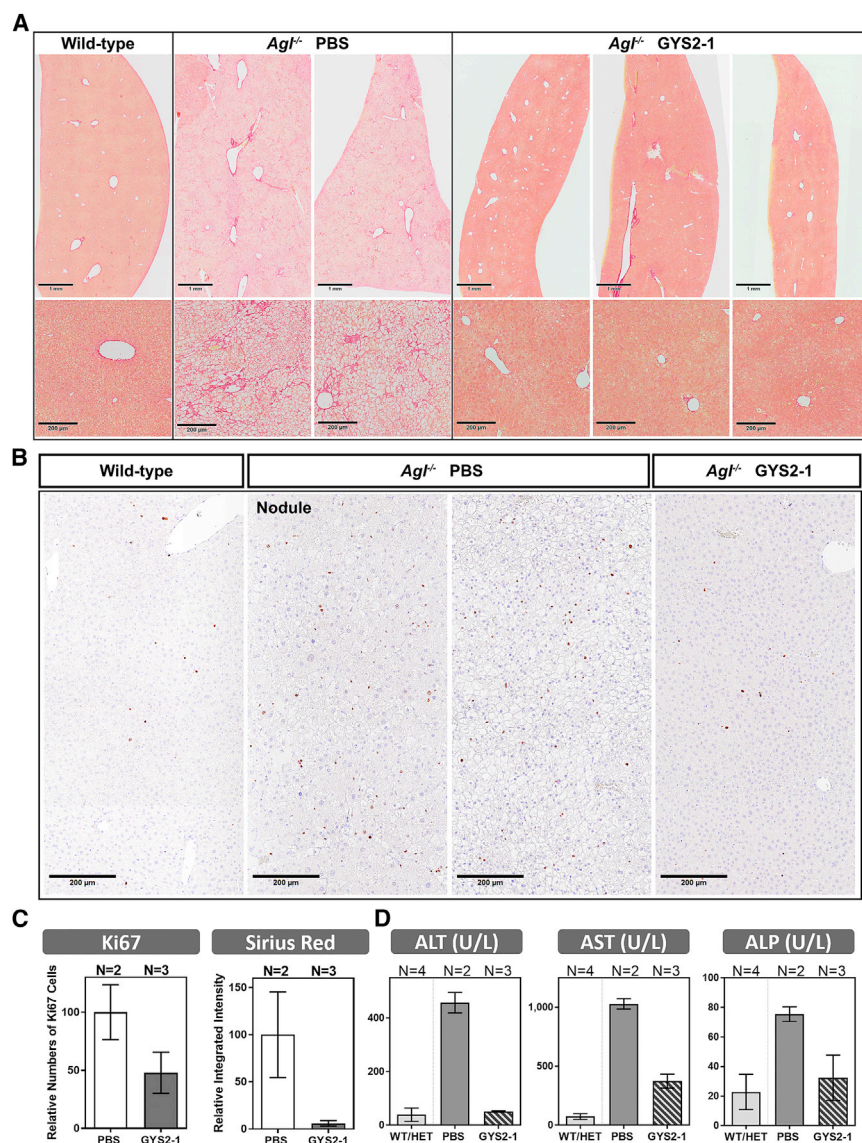 A
Wild-type Agl-/- PBS Agl-/- GYS2-1
1 mm 1 mm 1 mm 1 mm 1 mm 1 mm
200 µm 200 µm 200 µm 200 µm 200 µm 200 µm
B
Wild-type Agl-/- PBS Agl-/- GYS2-1
Nodule
200 µm 200 µm 200 µm 200 µm
C
Ki67
N=2 N=3
Relative Numbers of Ki67 Cells
100
50
0
PBS GYS2-1
Sirius Red
N=2 N=3
Relative Integrated Intensity
150
100
50
0
PBS GYS2-1
D
ALT (U/L)
N=4 N=2 N=3
400
200
0
WT/HET PBS GYS2-1
AST (U/L)
N=4 N=2 N=3
1,000
500
0
WT/HET PBS GYS2-1
ALP (U/L)
N=4 N=2 N=3
80
60
40
20
0
WT/HET PBS GYS2-1